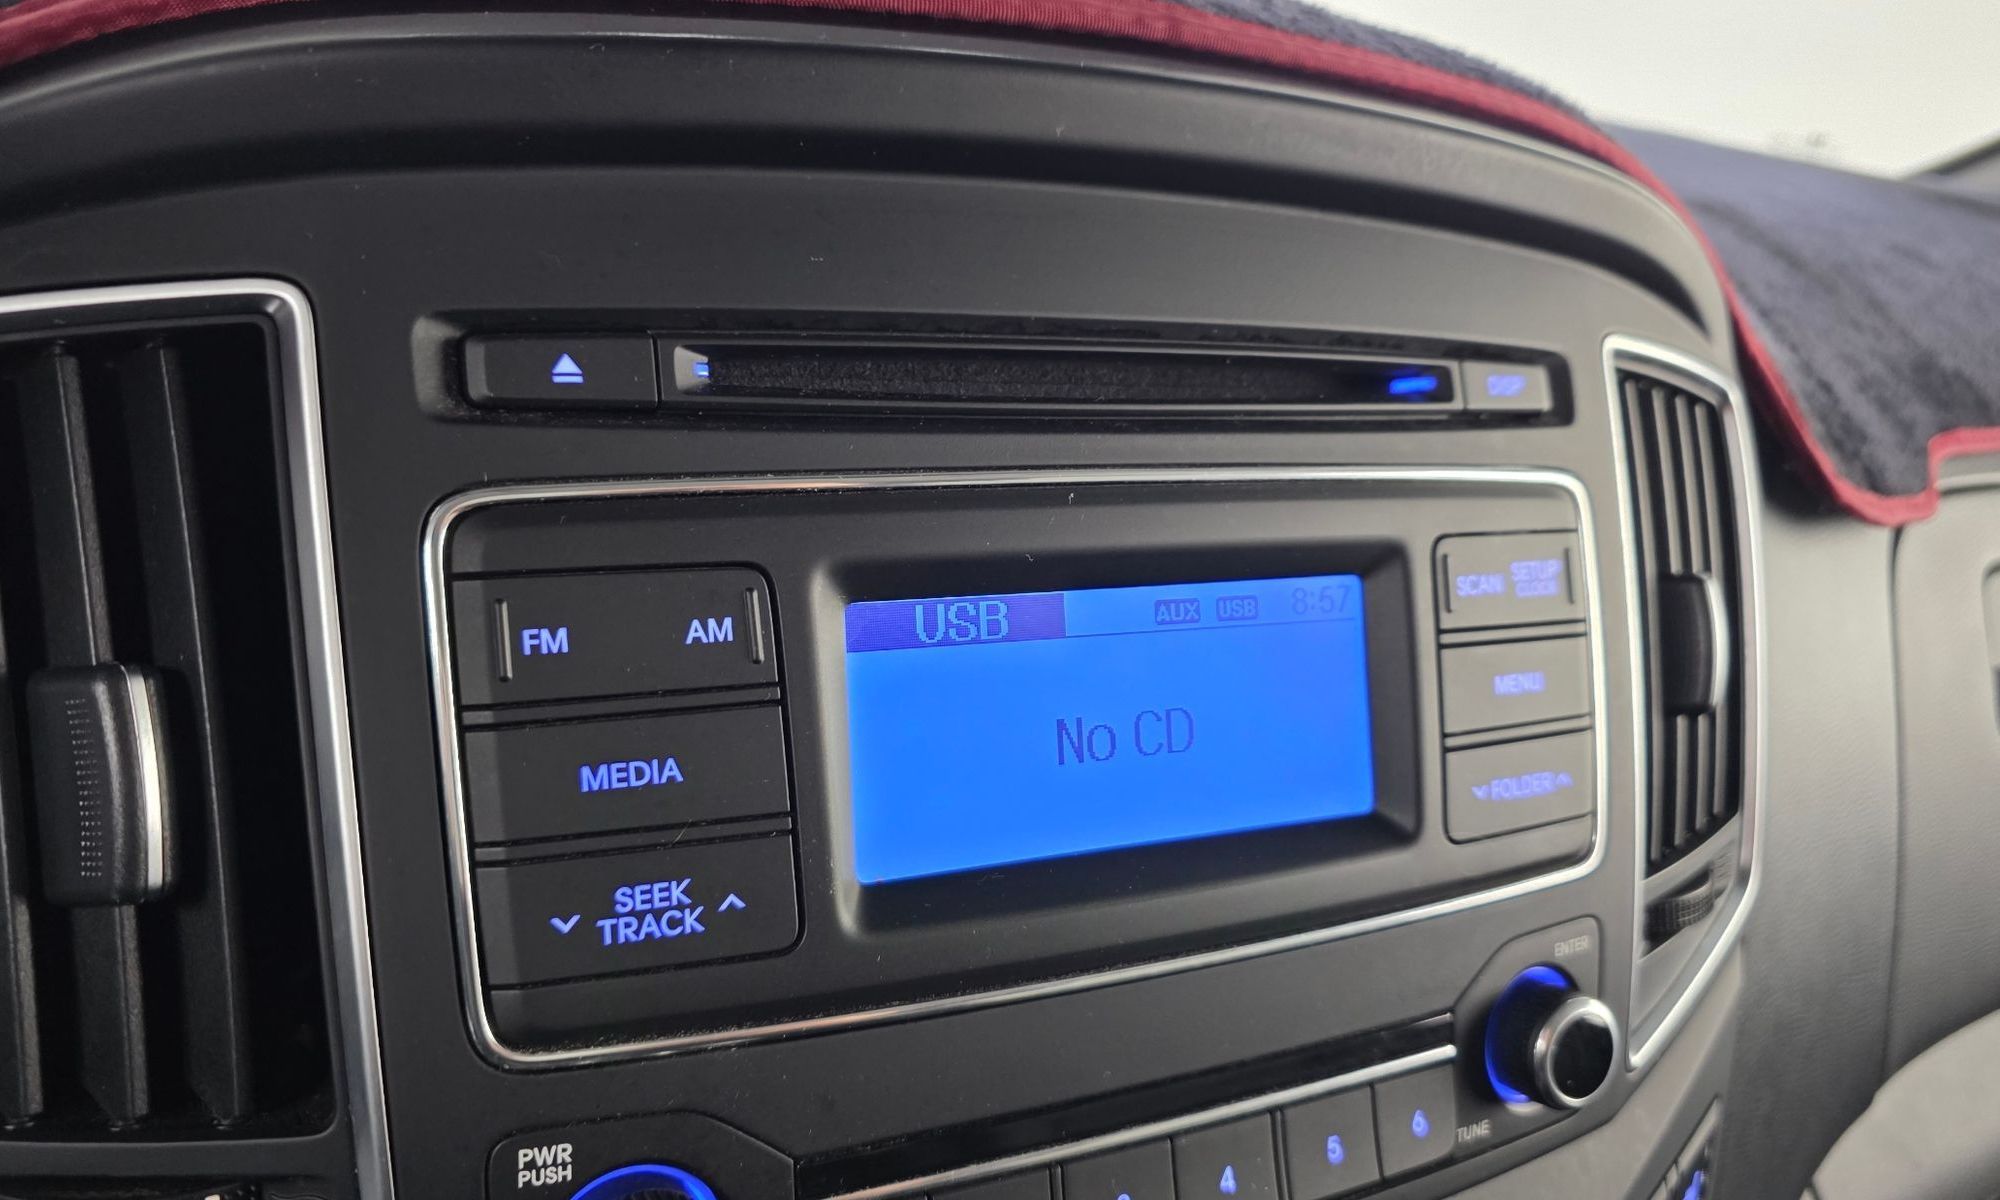 DISP
FM AM
MEDIA
SEEK
TRACK
USB AUX USB 8:57
No CD
SCAN SETUP
CLOCK
MENU
FOLDER
ENTER
TUNE
PWR
PUSH
4 5 6